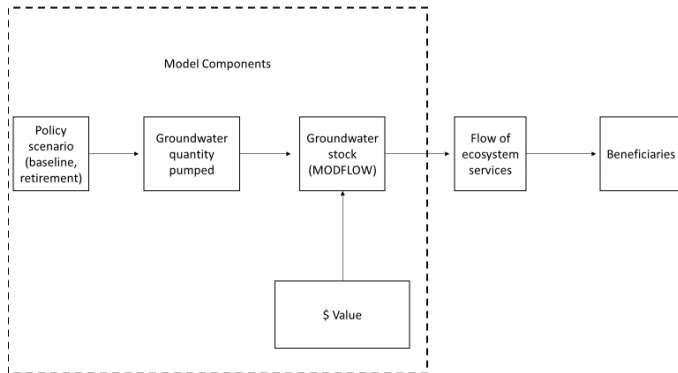 Model Components
Policy
scenario
(baseline,
retirement)
Groundwater
quantity
pumped
Groundwater
stock
(MODFLOW)
Flow of
ecosystem
services
Beneficiaries
$ Value